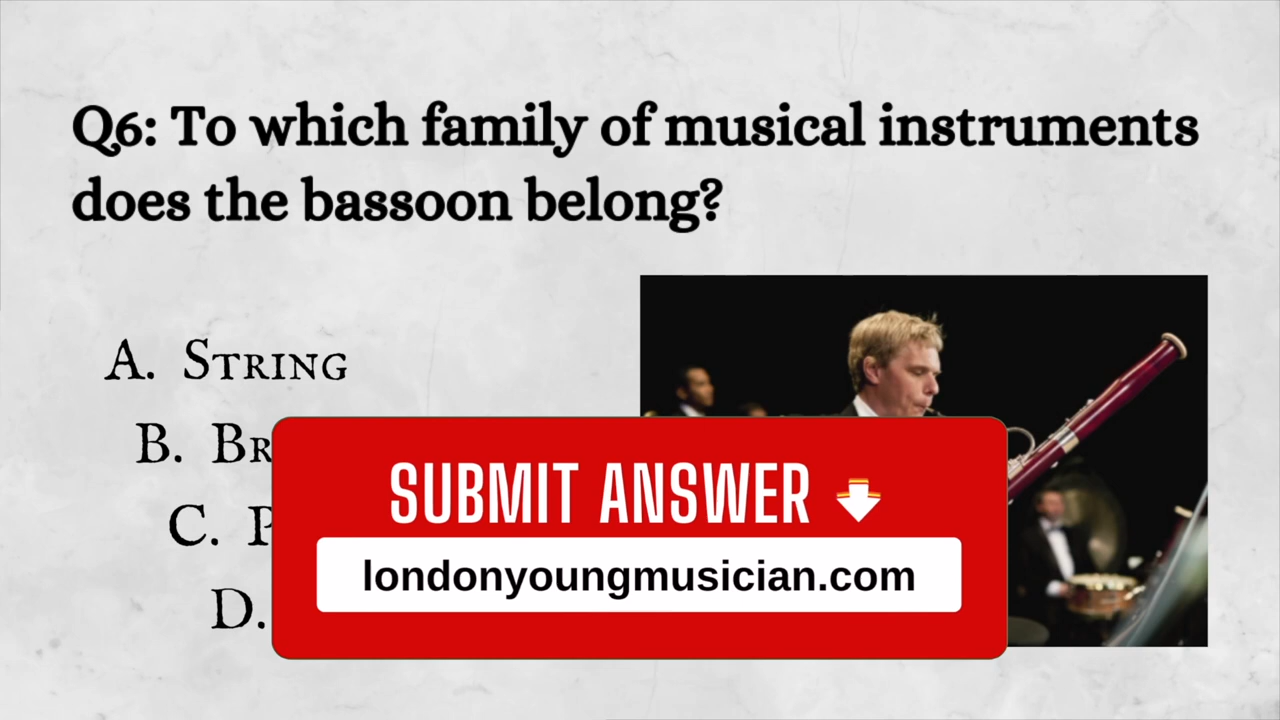 Q6: To which family of musical instruments
does the bassoon belong?
A. String
B.
C.
D.
SUBMIT ANSWER
londonyoungmusician.com